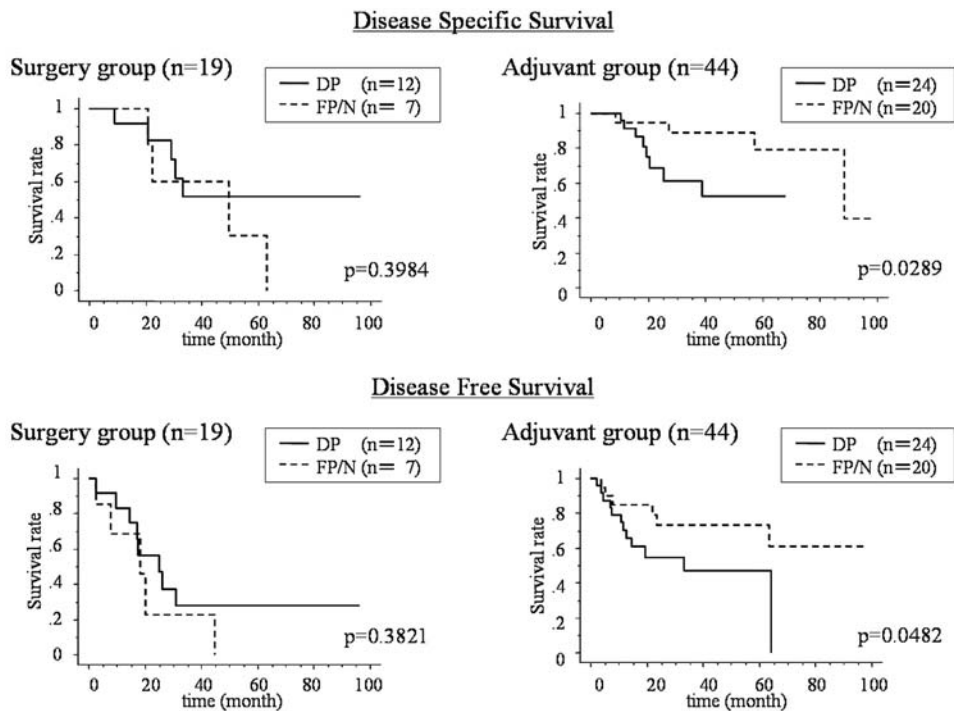 Disease Specific Survival
Surgery group (n=19)
DP (n=12)
FP/N (n= 7)
Survival rate
1
.8
.6
.4
.2
0
p=0.3984
0 20 40 60 80 100
time (month)
Adjuvant group (n=44)
DP (n=24)
FP/N (n=20)
Survival rate
1
.8
.6
.4
.2
0
p=0.0289
0 20 40 60 80 100
time (month)
Disease Free Survival
Surgery group (n=19)
DP (n=12)
FP/N (n= 7)
Survival rate
1
.8
.6
.4
.2
0
p=0.3821
0 20 40 60 80 100
time (month)
Adjuvant group (n=44)
DP (n=24)
FP/N (n=20)
Survival rate
1
.8
.6
.4
.2
0
p=0.0482
0 20 40 60 80 100
time (month)